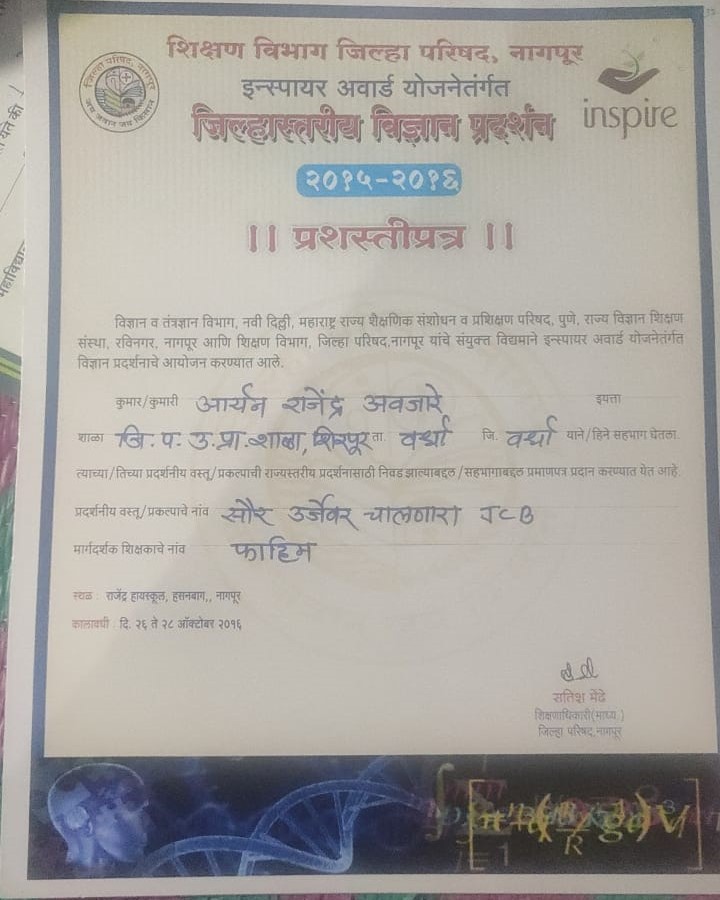 शिक्षण विभाग जिल्हा परिषद, नागपूर
इन्स्पायर अवार्ड योजनेतंर्गत
जिल्हास्तरीय विज्ञान प्रदर्शन
inspire
२०१५-२०१६
|| प्रशस्तीपत्र ||
विज्ञान व तंत्रज्ञान विभाग, नवी दिल्ली, महाराष्ट्र राज्य शैक्षणिक संशोधन व प्रशिक्षण परिषद, पुणे, राज्य विज्ञान शिक्षण
संस्था, रविनगर, नागपूर आणि शिक्षण विभाग, जिल्हा परिषद,नागपूर यांचे संयुक्त विद्यमाने इन्स्पायर अवार्ड योजनेतंर्गत
विज्ञान प्रदर्शनाचे आयोजन करण्यात आले.
कुमार/कुमारी आर्यन राजेंद्र अवजारे इयत्ता
शाळा जि. प. उ. प्रा. शाळा, शिरपूर ता. वर्धा जि. वर्धा याने/हिने सहभाग घेतला.
त्याच्या/तिच्या प्रदर्शनीय वस्तू/प्रकल्पाची राज्यस्तरीय प्रदर्शनासाठी निवड झाल्याबद्दल/सहभागाबद्दल प्रमाणपत्र प्रदान करण्यात येत आहे.
प्रदर्शनीय वस्तू/प्रकल्पाचे नांव सौर उर्जेवर चालणारा JCB
मार्गदर्शक शिक्षकाचे नांव फाहिम
स्थळ : राजेंद्र हायस्कूल, हसनबाग,, नागपूर
कालावधी : दि. २६ ते २८ ऑक्टोबर २०१६
सतिश मेंढे
शिक्षणाधिकारी(माध्य.)
जिल्हा परिषद,नागपूर